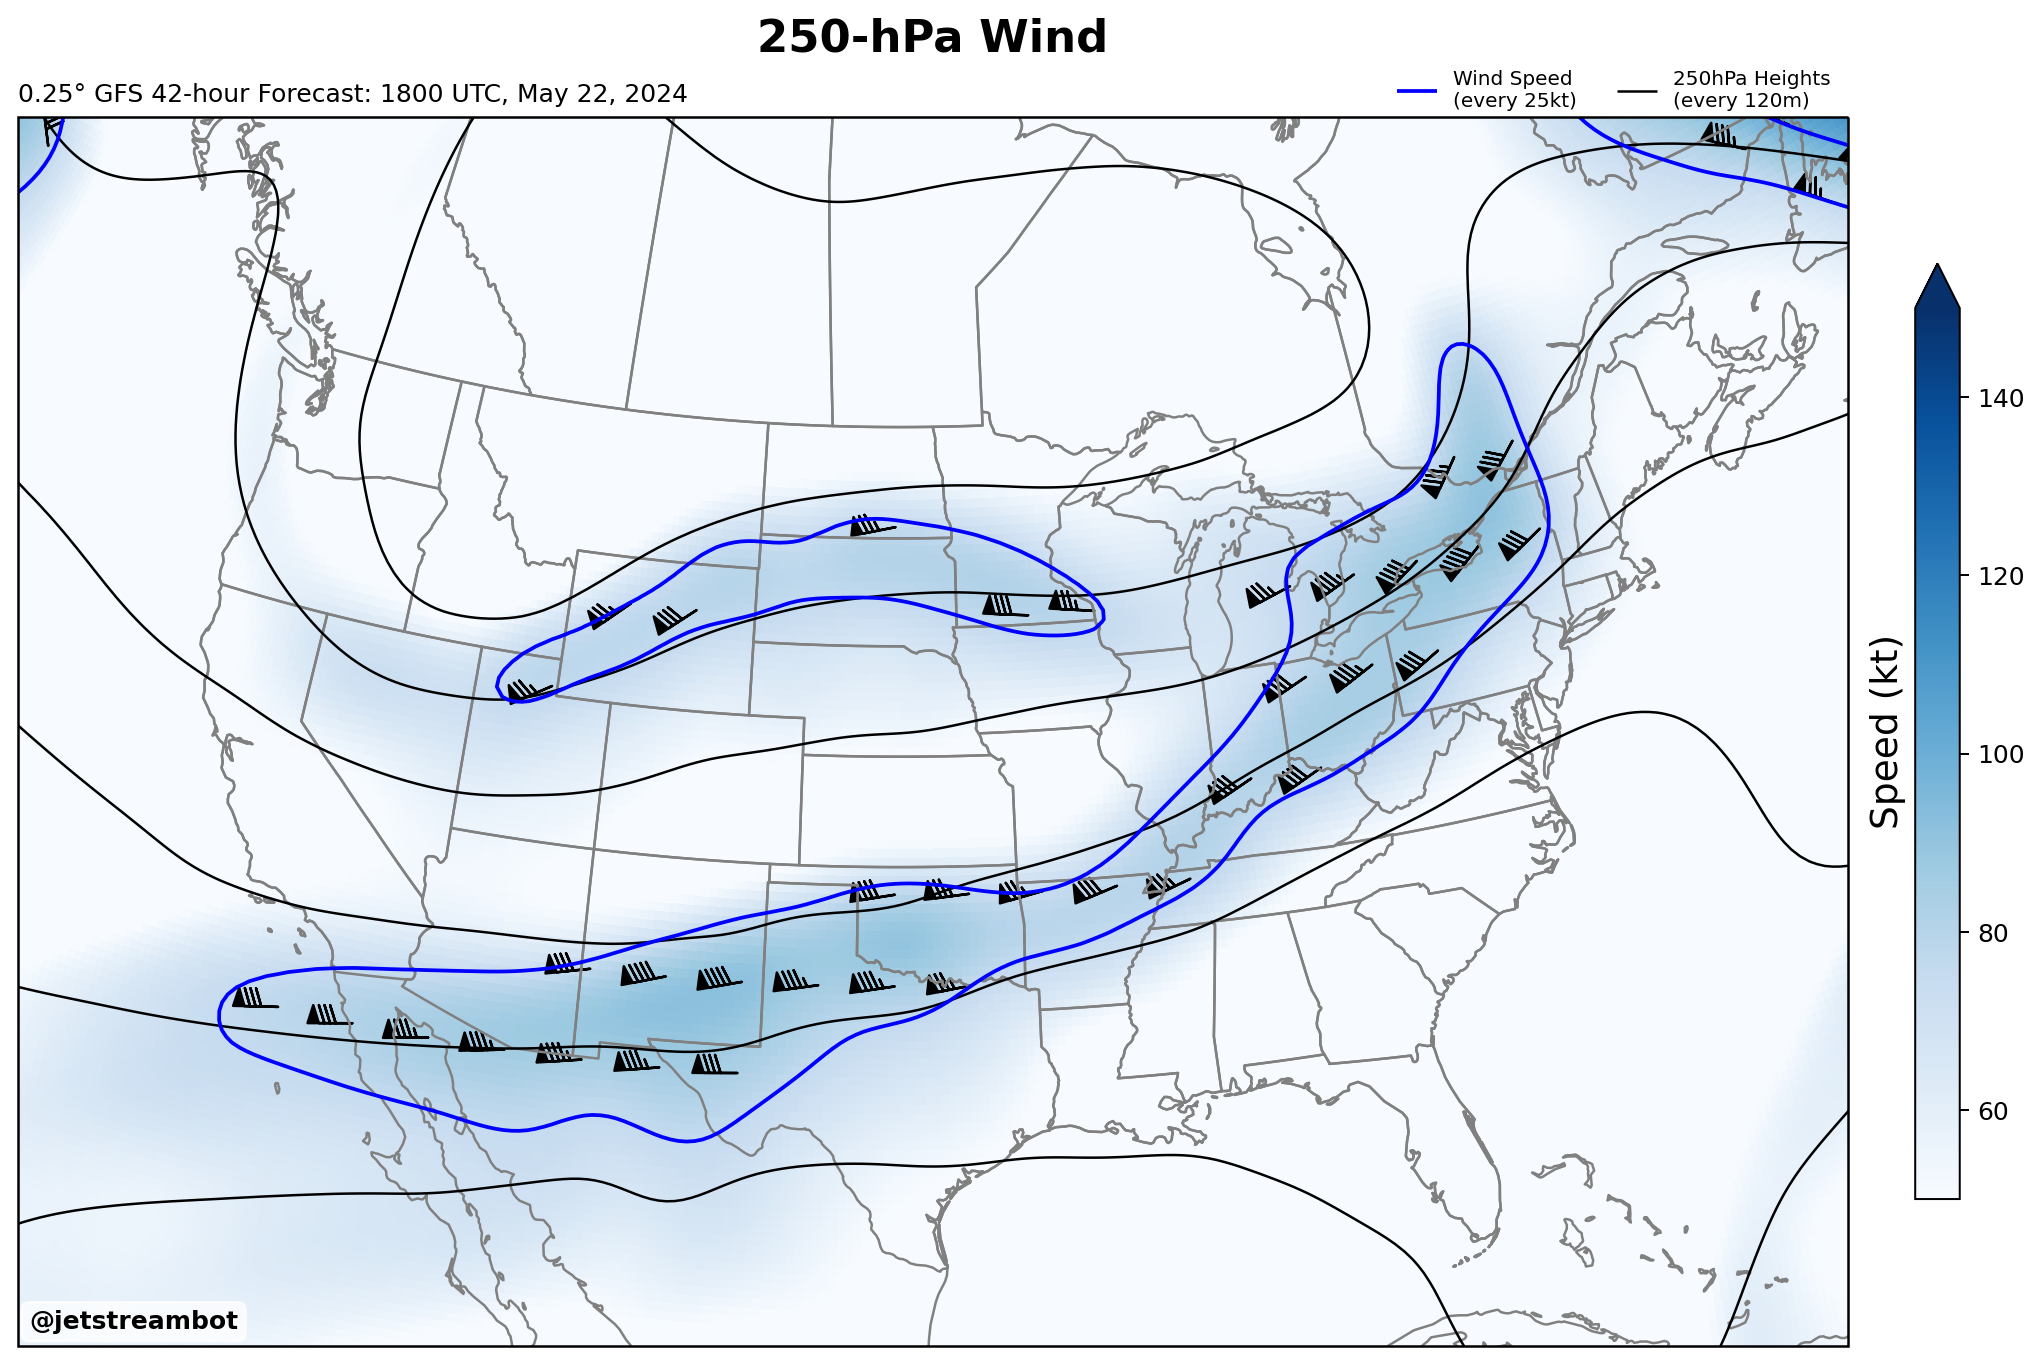 250-hPa Wind
0.25° GFS 42-hour Forecast: 1800 UTC, May 22, 2024
Wind Speed
(every 25kt)
250hPa Heights
(every 120m)
140
120
100
80
60
Speed (kt)
@jetstreambot